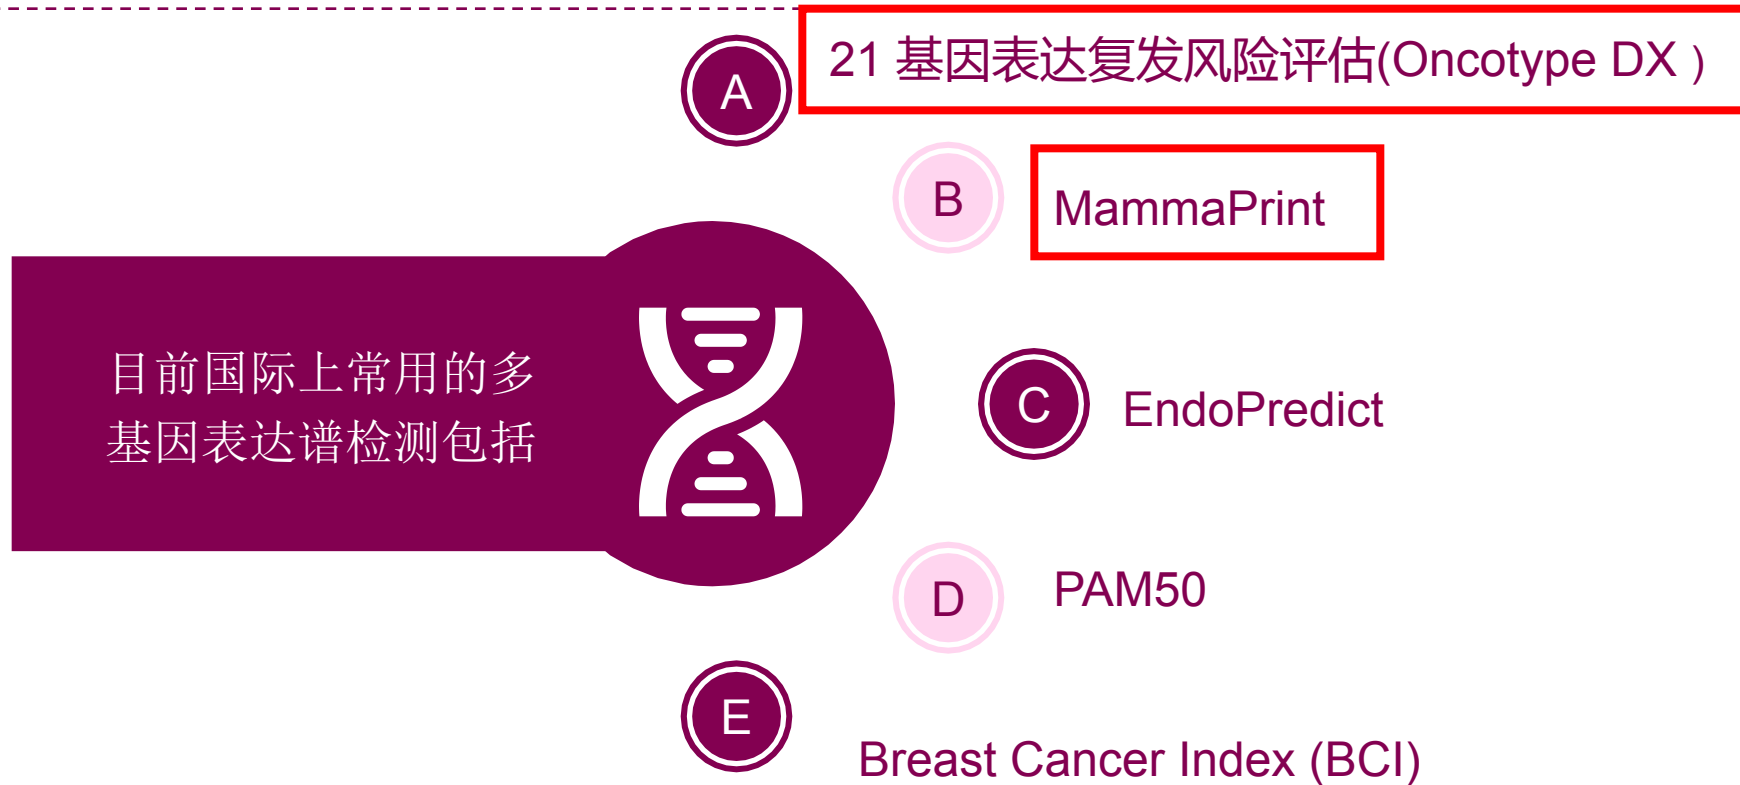 A
21 基因表达复发风险评估(Oncotype DX )
B
MammaPrint
目前国际上常用的多
基因表达谱检测包括
C
EndoPredict
D
PAM50
E
Breast Cancer Index (BCI)